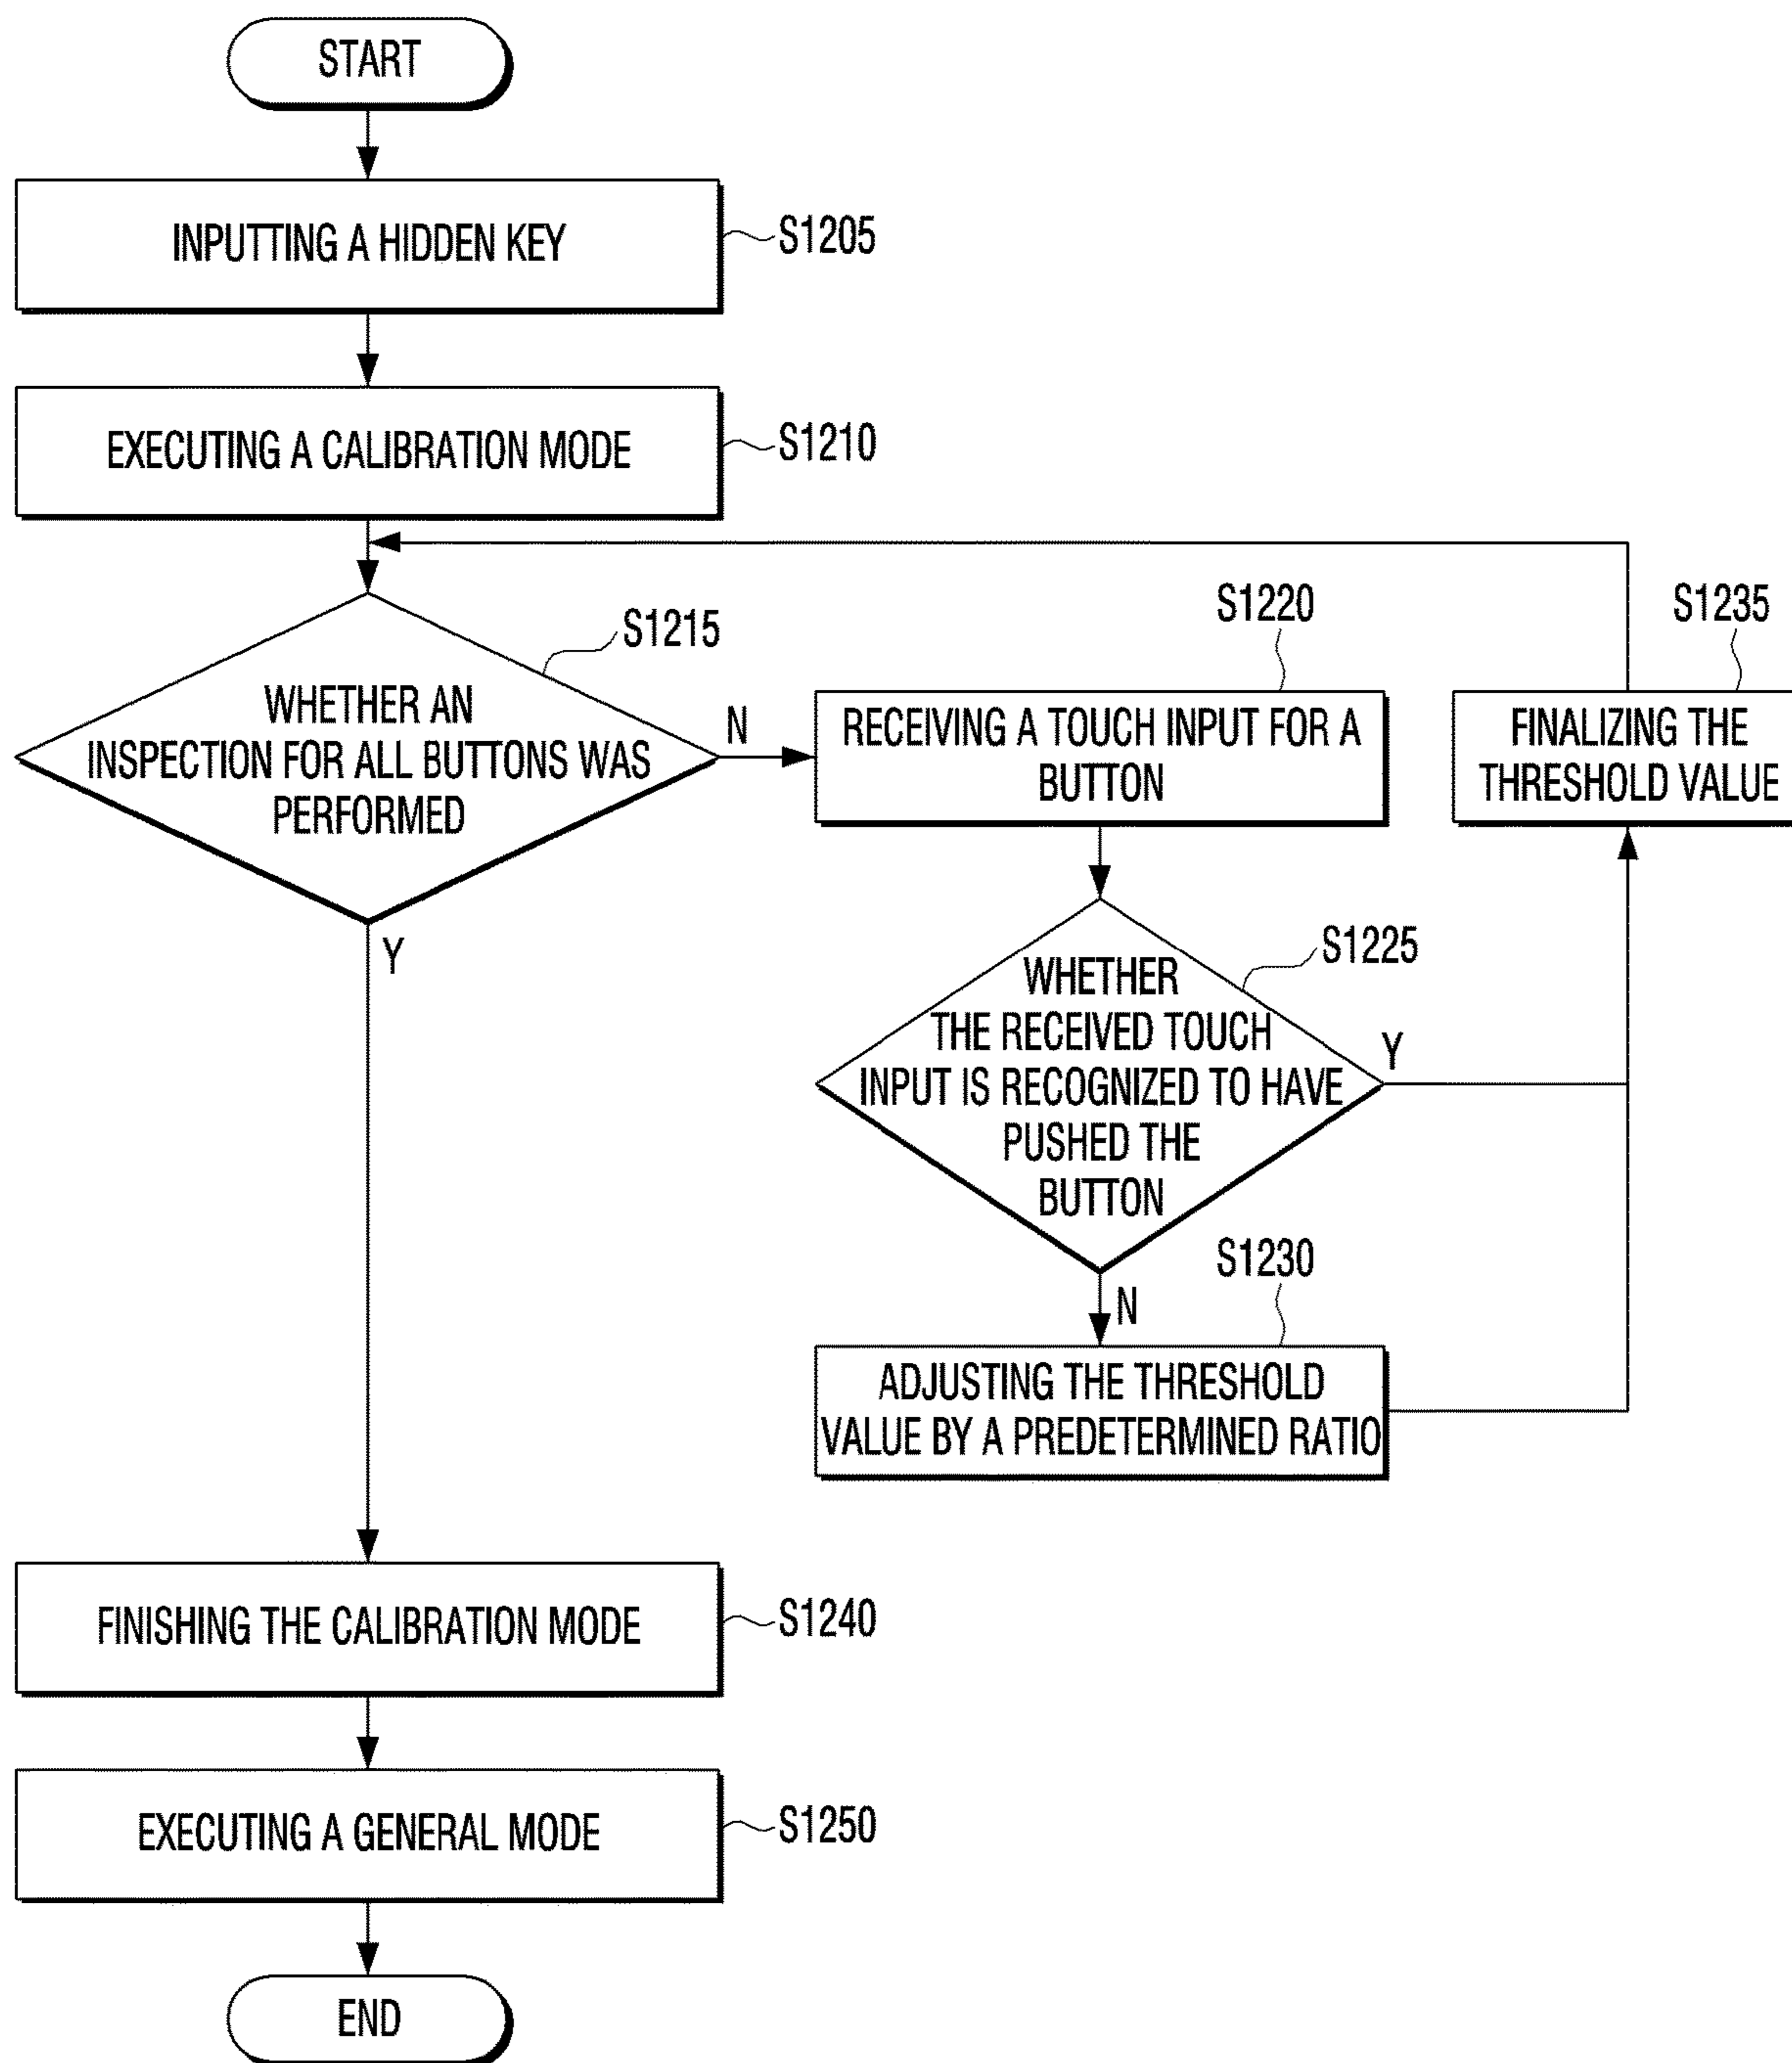 START
INPUTTING A HIDDEN KEY
S1205
EXECUTING A CALIBRATION MODE
S1210
S1215
WHETHER AN
INSPECTION FOR ALL BUTTONS WAS
PERFORMED
N
Y
S1220
RECEIVING A TOUCH INPUT FOR A
BUTTON
S1235
FINALIZING THE
THRESHOLD VALUE
S1225
WHETHER
THE RECEIVED TOUCH
INPUT IS RECOGNIZED TO HAVE
PUSHED THE
BUTTON
Y
N
S1230
ADJUSTING THE THRESHOLD
VALUE BY A PREDETERMINED RATIO
FINISHING THE CALIBRATION MODE
S1240
EXECUTING A GENERAL MODE
S1250
END